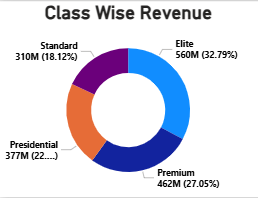 Class Wise Revenue
Standard
310M (18.12%)
Elite
560M (32.79%)
Presidential
377M (22....)
Premium
462M (27.05%)